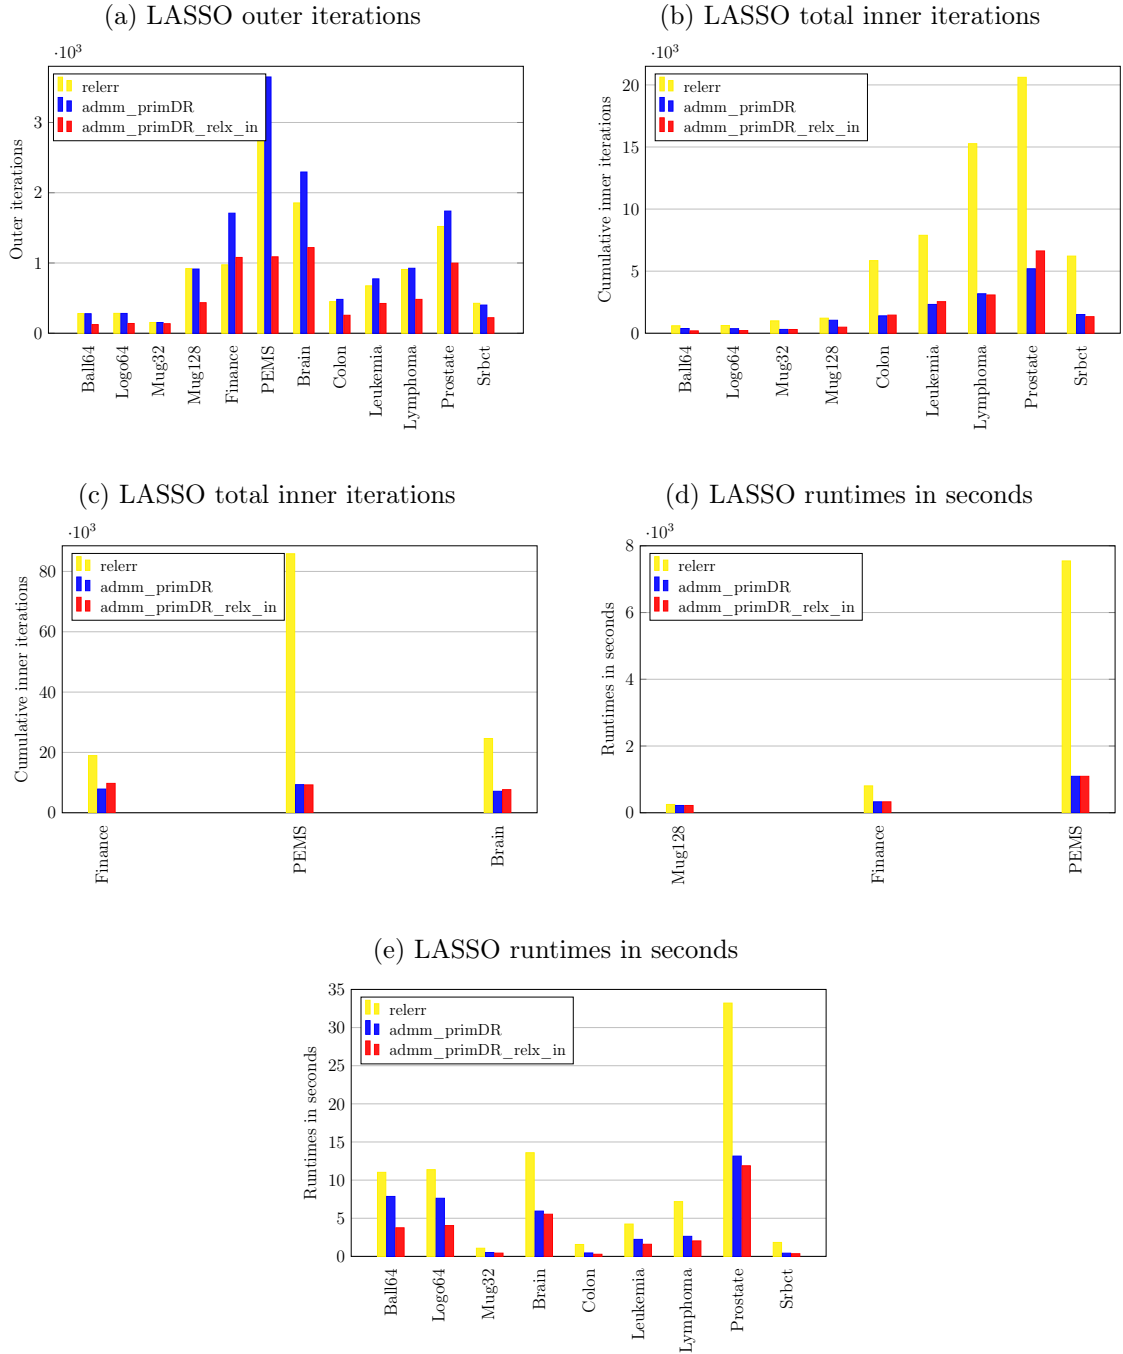 (a) LASSO outer iterations
·10³
relerr
admm_primDR
admm_primDR_relx_in
Outer iterations
3
2
1
0
Ball64
Logo64
Mug32
Mug128
Finance
PEMS
Brain
Colon
Leukemia
Lymphoma
Prostate
Srbct
(b) LASSO total inner iterations
·10³
relerr
admm_primDR
admm_primDR_relx_in
Cumulative inner iterations
20
15
10
5
0
Ball64
Logo64
Mug32
Mug128
Colon
Leukemia
Lymphoma
Prostate
Srbct
(c) LASSO total inner iterations
·10³
relerr
admm_primDR
admm_primDR_relx_in
Cumulative inner iterations
80
60
40
20
0
Finance
PEMS
Brain
(d) LASSO runtimes in seconds
·10³
relerr
admm_primDR
admm_primDR_relx_in
Runtimes in seconds
8
6
4
2
0
Mug128
Finance
PEMS
(e) LASSO runtimes in seconds
relerr
admm_primDR
admm_primDR_relx_in
Runtimes in seconds
35
30
25
20
15
10
5
0
Ball64
Logo64
Mug32
Brain
Colon
Leukemia
Lymphoma
Prostate
Srbct